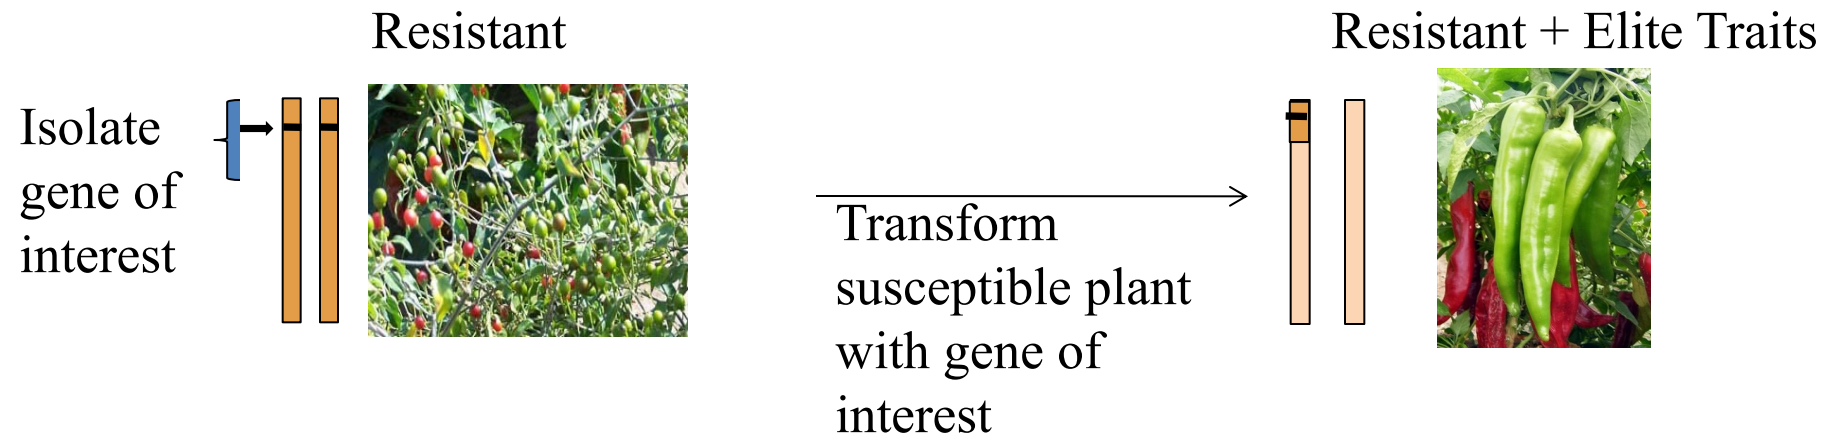 Resistant
Resistant + Elite Traits
Isolate
gene of
interest
Transform
susceptible plant
with gene of
interest